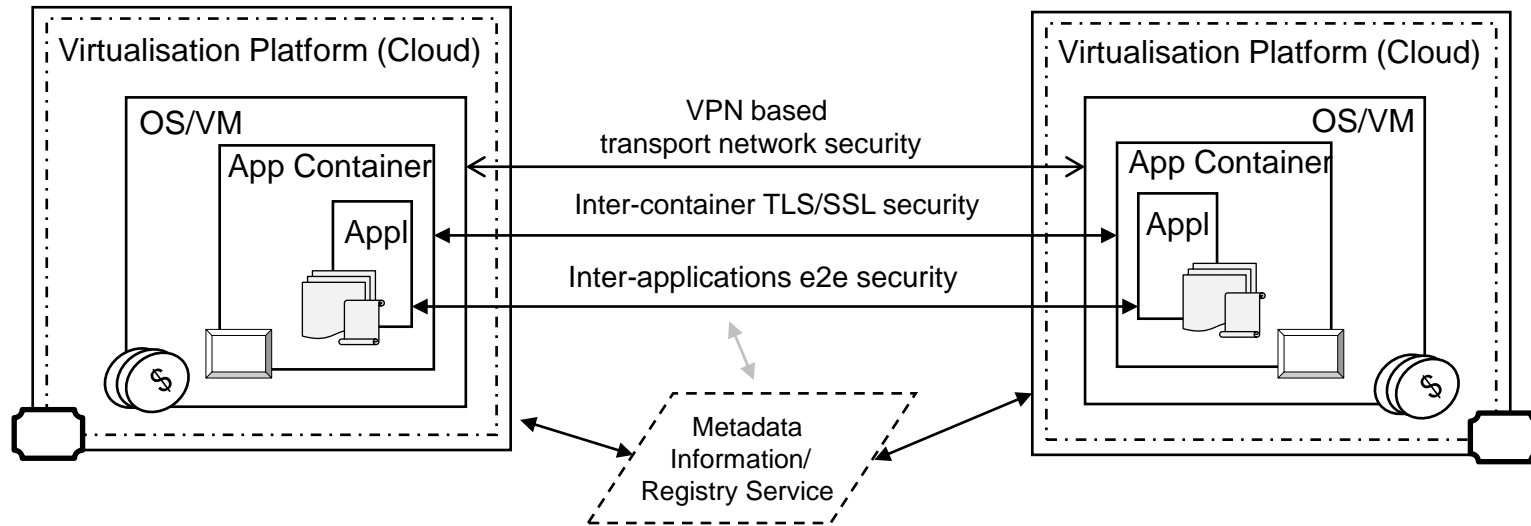 Virtualisation Platform (Cloud)
OS/VM
App Container
Appl
$
VPN based
transport network security
Inter-container TLS/SSL security
Inter-applications e2e security
Metadata
Information/
Registry Service
Virtualisation Platform (Cloud)
OS/VM
App Container
Appl
$